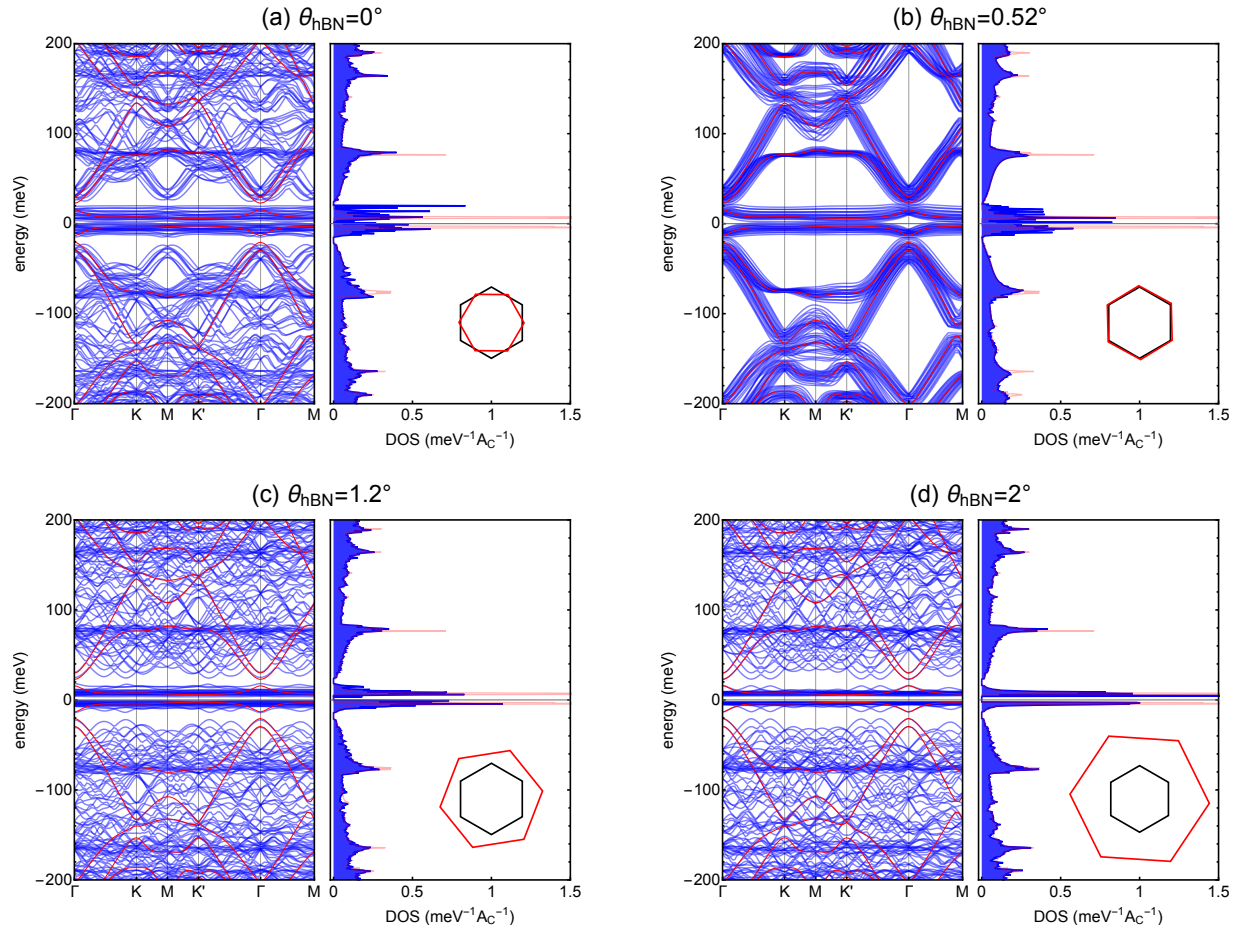 (a) θhBN=0°
200
100
0
−100
−200
energy (meV)
Γ K M K' Γ M
0 0.5 1 1.5
DOS (meV⁻¹AC⁻¹)
(b) θhBN=0.52°
200
100
0
−100
−200
energy (meV)
Γ K M K' Γ M
0 0.5 1 1.5
DOS (meV⁻¹AC⁻¹)
(c) θhBN=1.2°
200
100
0
−100
−200
energy (meV)
Γ K M K' Γ M
0 0.5 1 1.5
DOS (meV⁻¹AC⁻¹)
(d) θhBN=2°
200
100
0
−100
−200
energy (meV)
Γ K M K' Γ M
0 0.5 1 1.5
DOS (meV⁻¹AC⁻¹)